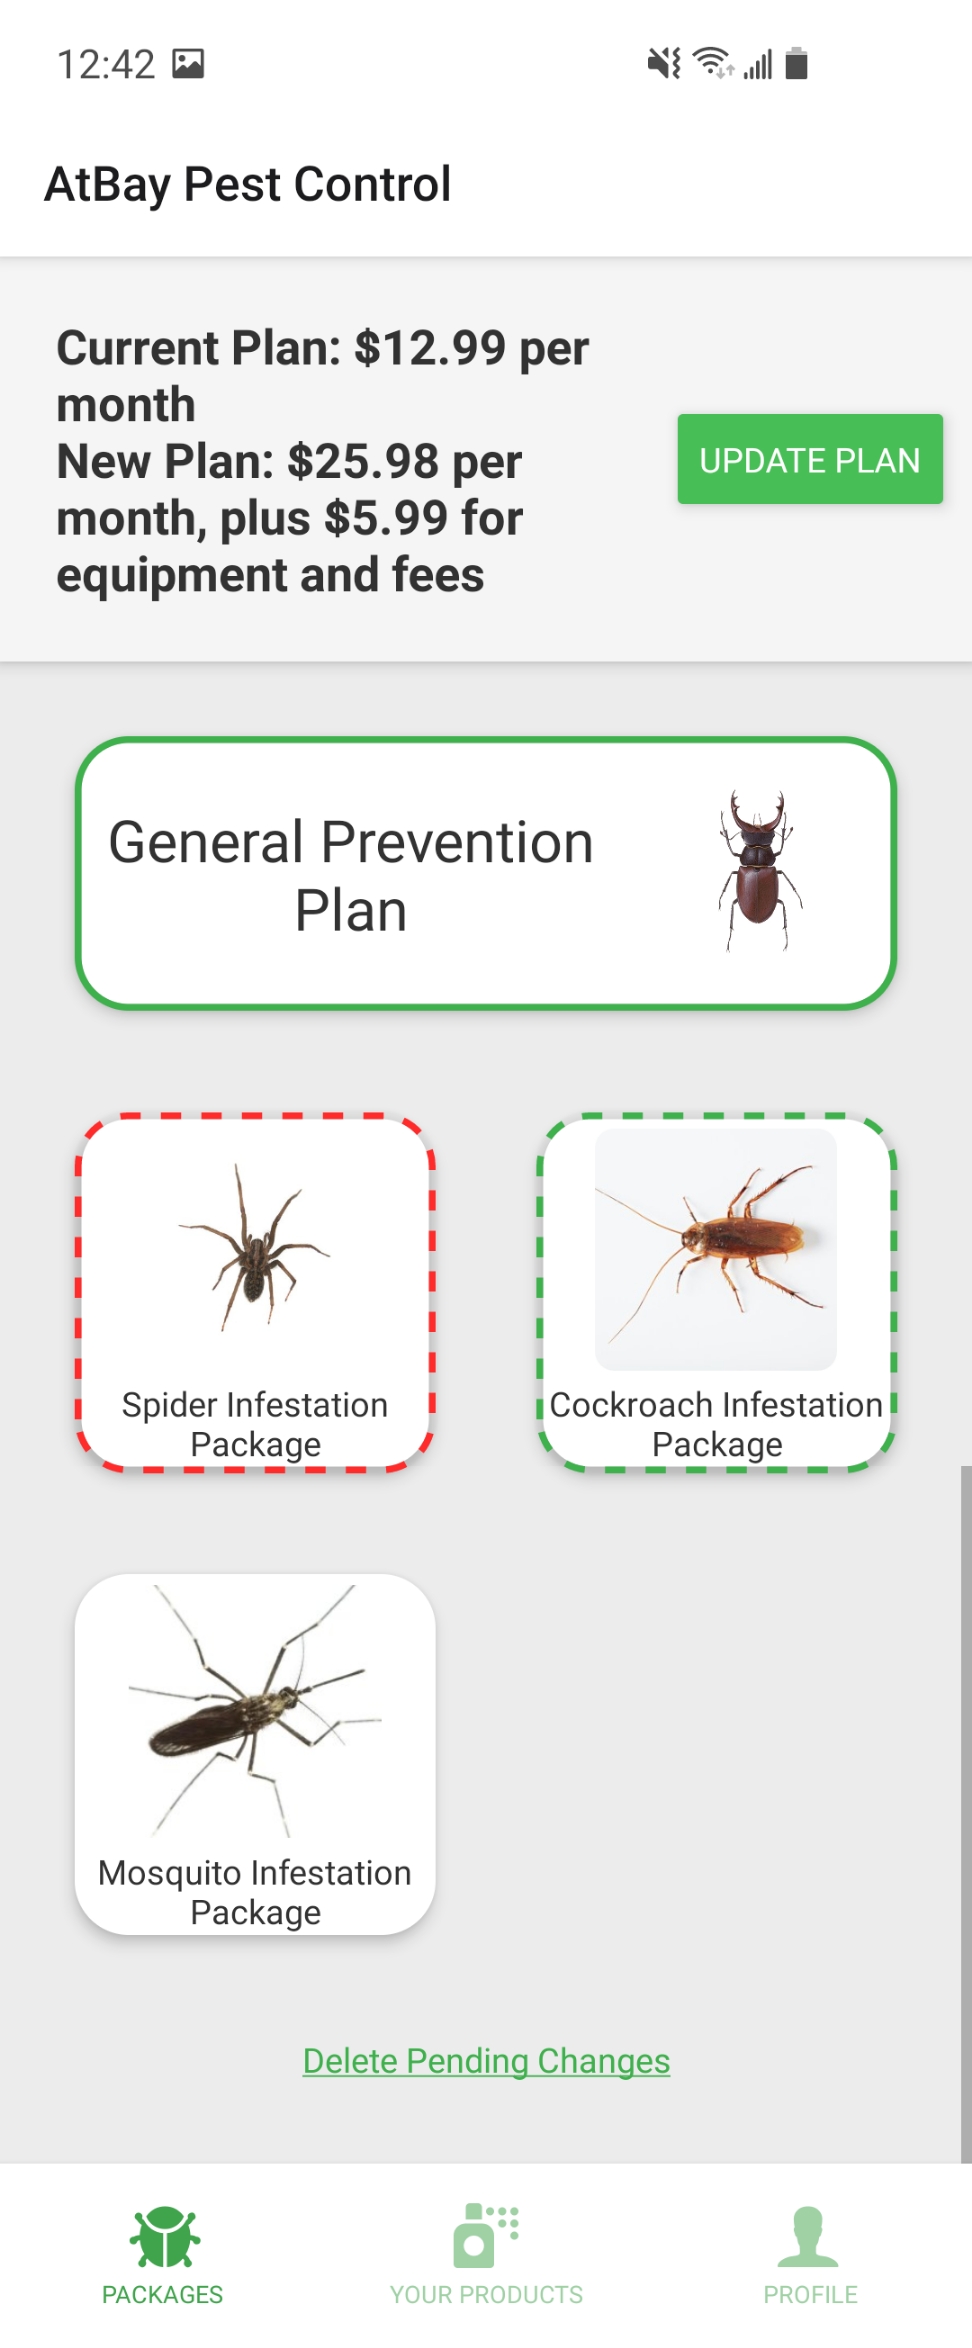 12:42
AtBay Pest Control
Current Plan: $12.99 per
month
New Plan: $25.98 per
month, plus $5.99 for
equipment and fees
UPDATE PLAN
General Prevention
Plan
Spider Infestation
Package
Cockroach Infestation
Package
Mosquito Infestation
Package
Delete Pending Changes
PACKAGES
YOUR PRODUCTS
PROFILE